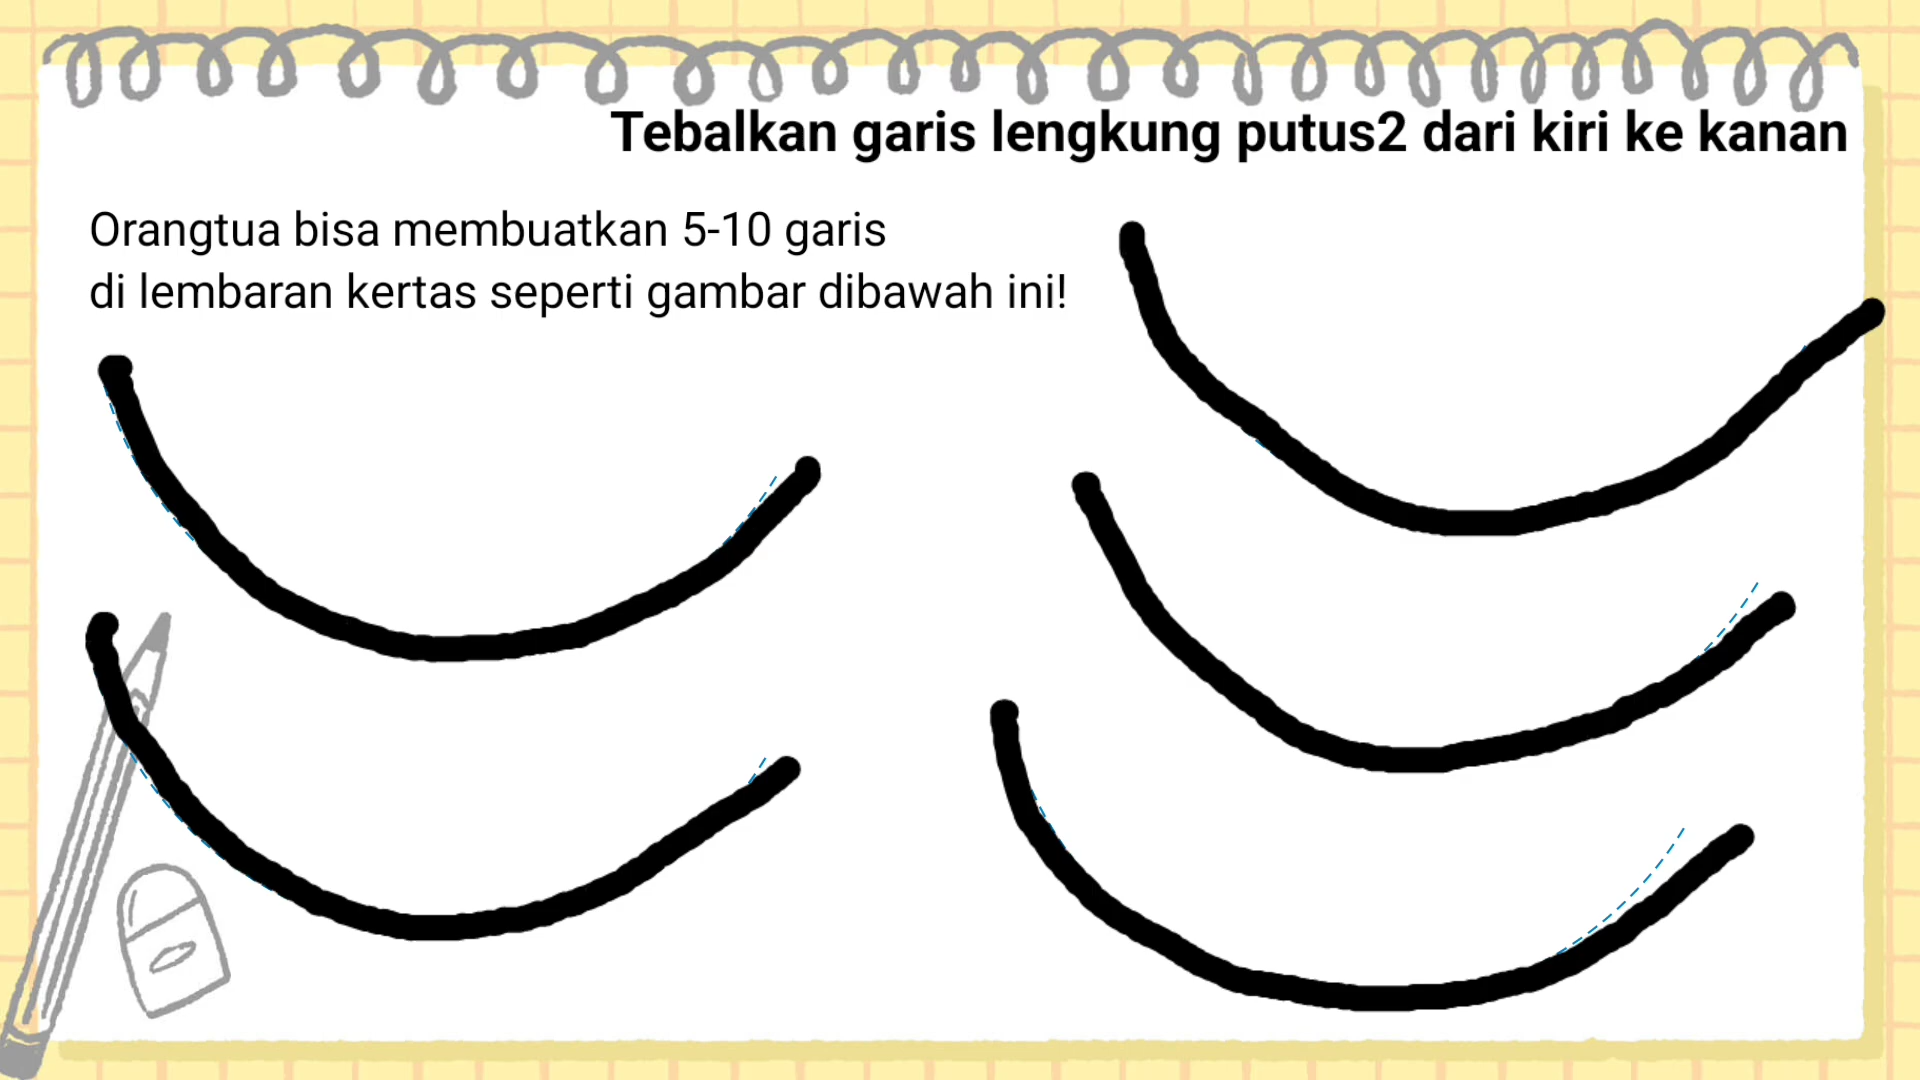 Tebalkan garis lengkung putus2 dari kiri ke kanan
Orangtua bisa membuatkan 5-10 garis
di lembaran kertas seperti gambar dibawah ini!